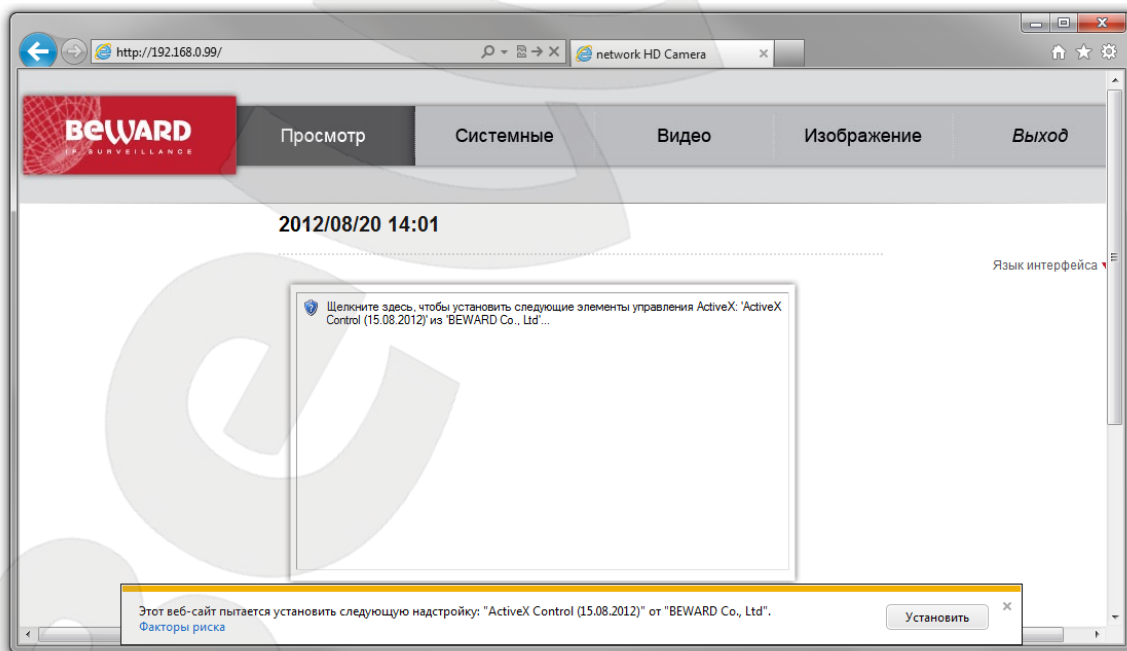 http://192.168.0.99/
network HD Camera
BEWARD
IP SURVEILLANCE
Просмотр
Системные
Видео
Изображение
Выход
2012/08/20 14:01
Язык интерфейса
Щелкните здесь, чтобы установить следующие элементы управления ActiveX: 'ActiveX
Control (15.08.2012)' из 'BEWARD Co., Ltd'...
Этот веб-сайт пытается установить следующую надстройку: "ActiveX Control (15.08.2012)" от "BEWARD Co., Ltd".
Факторы риска
Установить